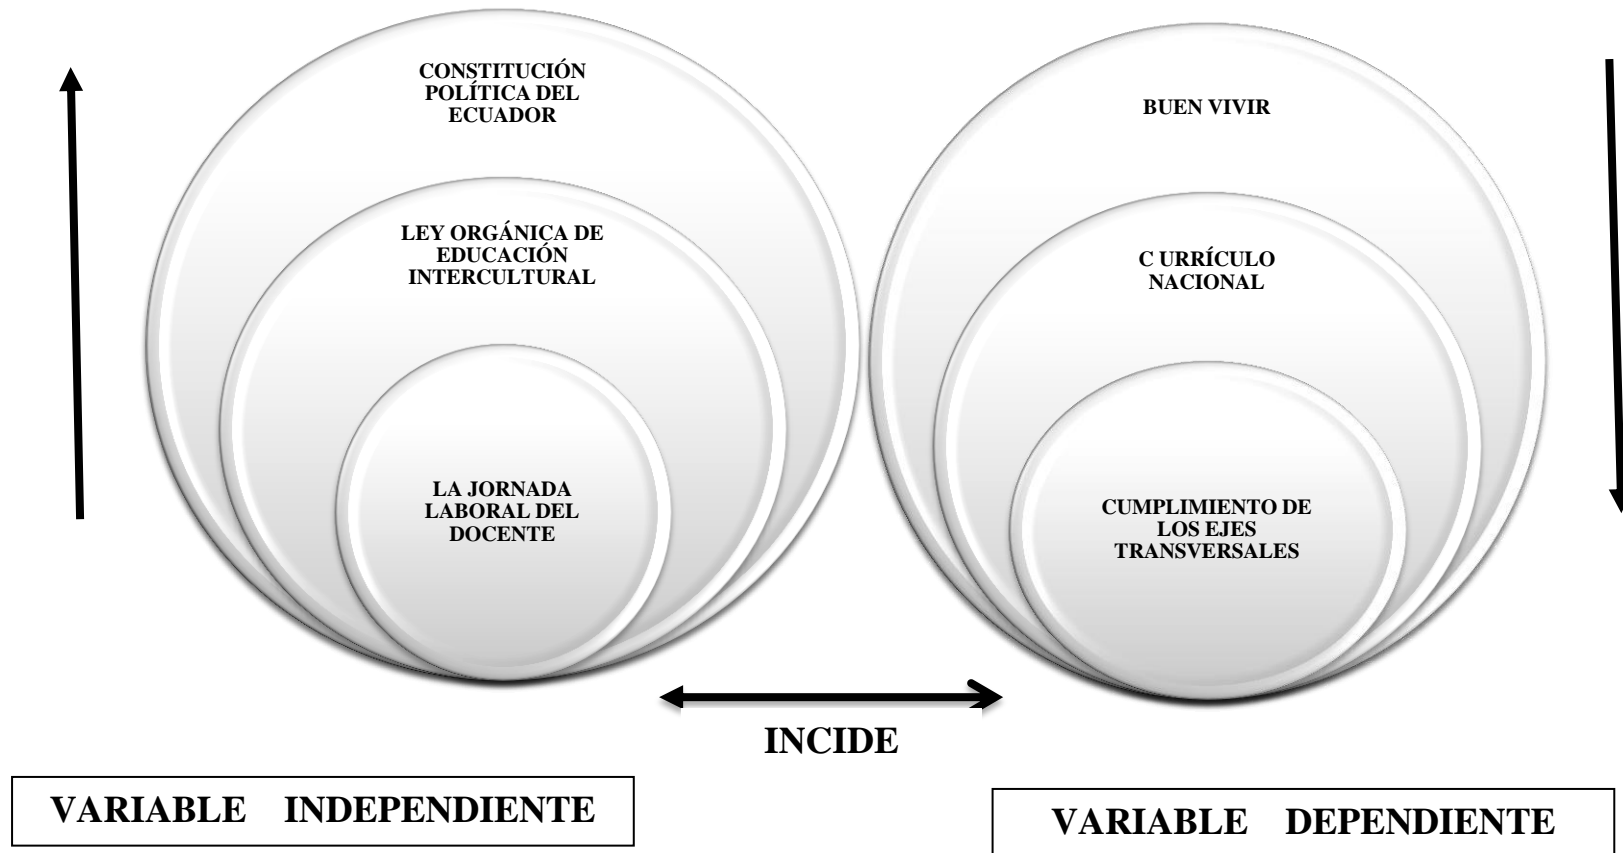 CONSTITUCIÓN
POLÍTICA DEL
ECUADOR
LEY ORGÁNICA DE
EDUCACIÓN
INTERCULTURAL
LA JORNADA
LABORAL DEL
DOCENTE
BUEN VIVIR
C URRÍCULO
NACIONAL
CUMPLIMIENTO DE
LOS EJES
TRANSVERSALES
INCIDE
VARIABLE INDEPENDIENTE
VARIABLE DEPENDIENTE